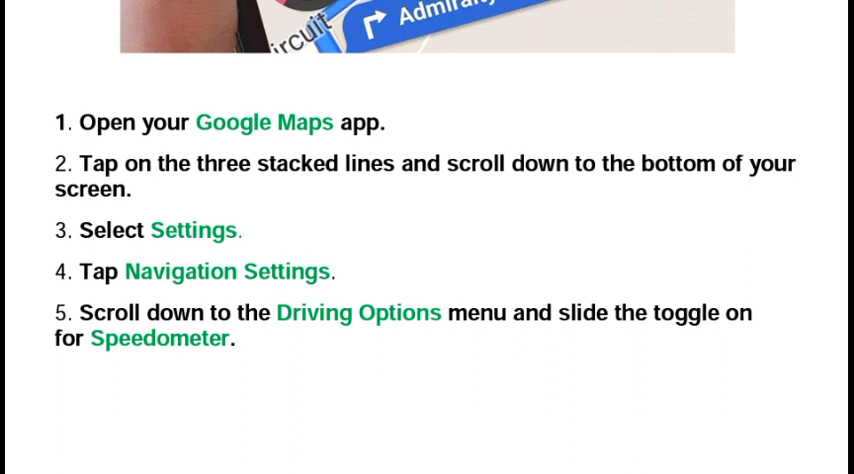 ircuit
1. Open your Google Maps app.
2. Tap on the three stacked lines and scroll down to the bottom of your
screen.
3. Select Settings.
4. Tap Navigation Settings.
5. Scroll down to the Driving Options menu and slide the toggle on
for Speedometer.